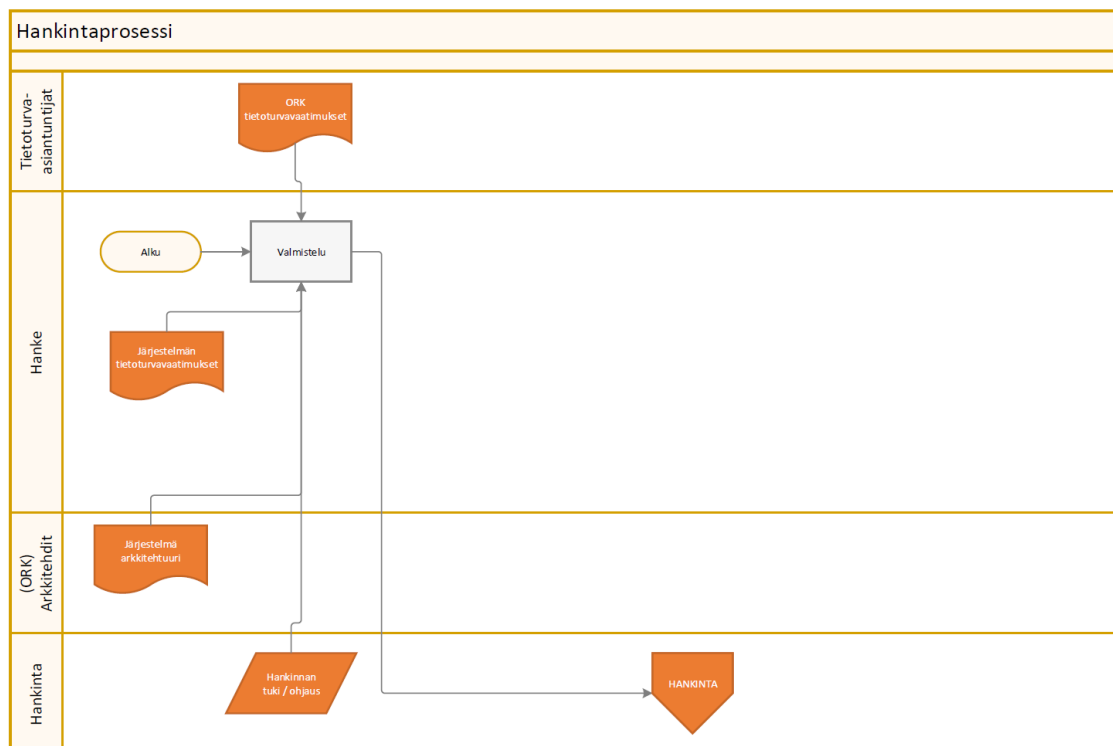 Hankintaprosessi
Tietoturva-
asiantuntijat
ORK
tietoturvavaatimukset
Hanke
Alku
Valmistelu
Järjestelmän
tietoturvavaatimukset
(ORK)
Arkkitehdit
Järjestelmä
arkkitehtuuri
Hankinta
Hankinnan
tuki / ohjaus
HANKINTA